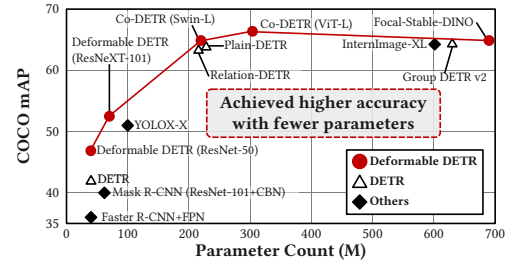 COCO mAP
70
60
50
40
35
0
100
200
300
400
500
600
700
Parameter Count (M)
Co-DETR (Swin-L)
Co-DETR (ViT-L)
Focal-Stable-DINO
Deformable DETR
(ResNeXT-101)
Plain-DETR
InternImage-XL
Relation-DETR
Group DETR v2
Achieved higher accuracy
with fewer parameters
YOLOX-X
Deformable DETR (ResNet-50)
DETR
Mask R-CNN (ResNet-101+CBN)
Faster R-CNN+FPN
Deformable DETR
DETR
Others